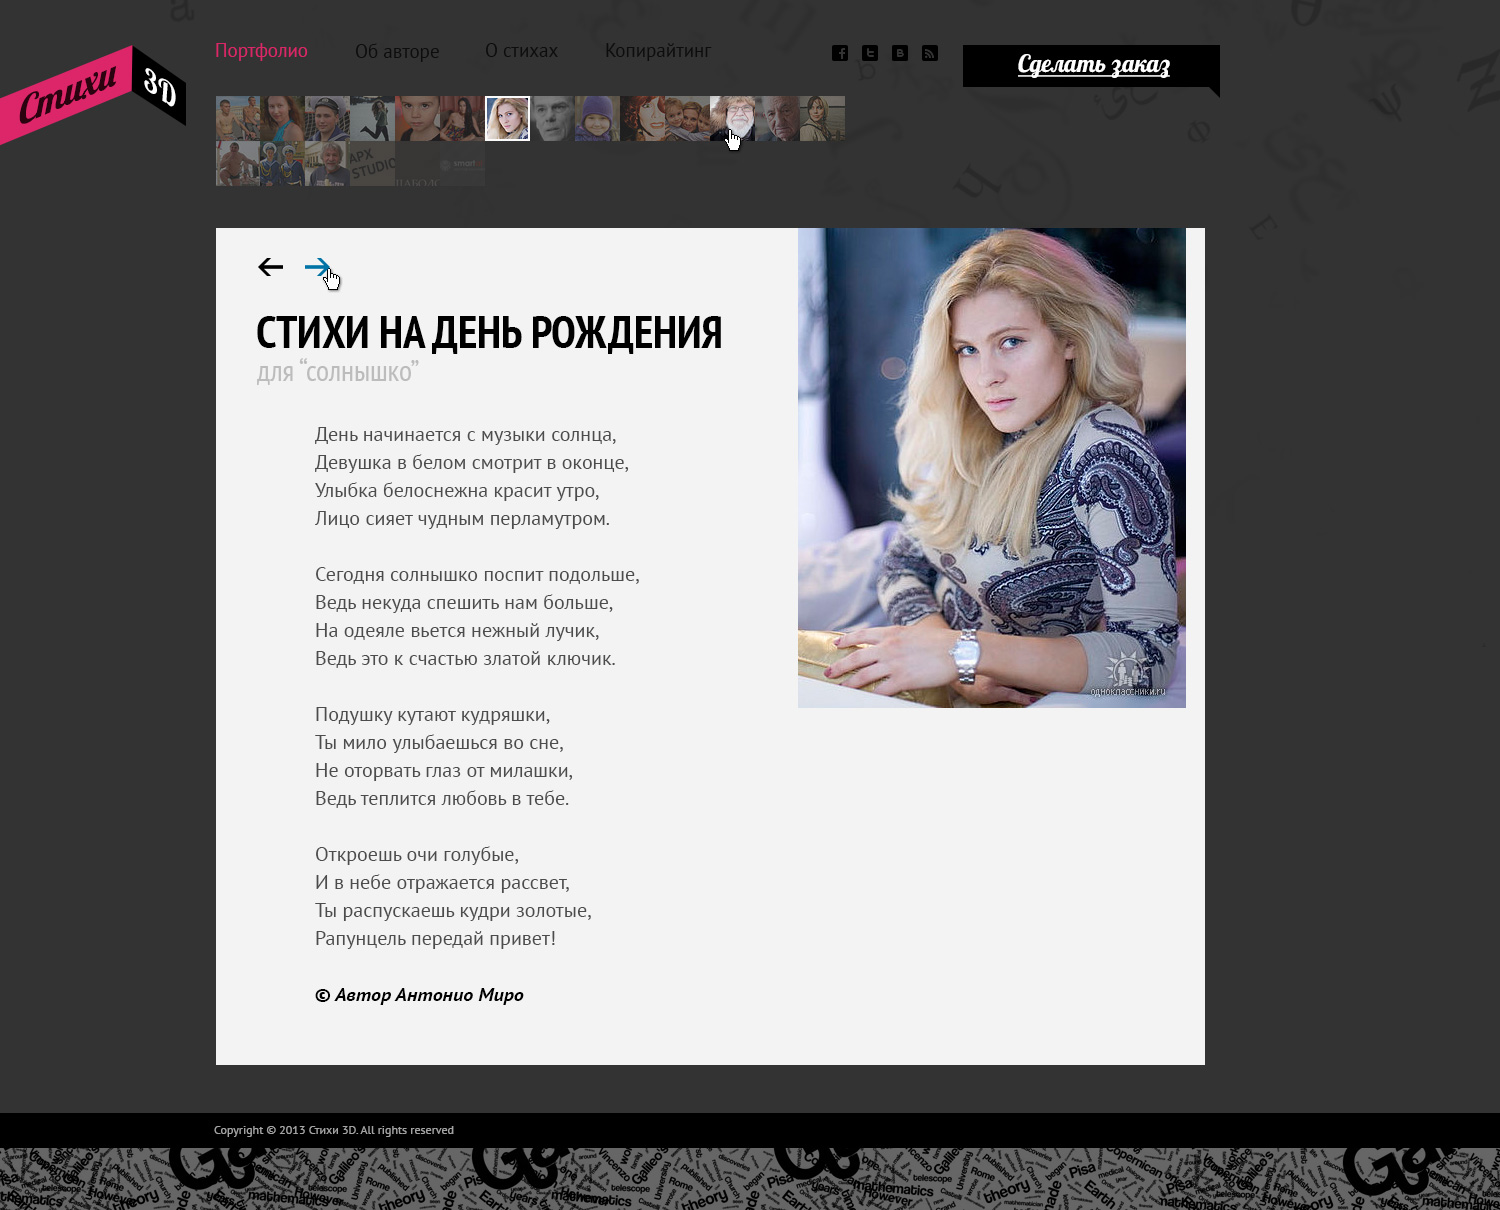 Стихи 3D
Портфолио
Об авторе
О стихах
Копирайтинг
Сделать заказ
АРХ
STUDIO
smart
СТИХИ НА ДЕНЬ РОЖДЕНИЯ
для “солнышко”
День начинается с музыки солнца,
Девушка в белом смотрит в оконце,
Улыбка белоснежна красит утро,
Лицо сияет чудным перламутром.
Сегодня солнышко поспит подольше,
Ведь некуда спешить нам больше,
На одеяле вьется нежный лучик,
Ведь это к счастью златой ключик.
Подушку кутают кудряшки,
Ты мило улыбаешься во сне,
Не оторвать глаз от милашки,
Ведь теплится любовь в тебе.
Откроешь очи голубые,
И в небе отражается рассвет,
Ты распускаешь кудри золотые,
Рапунцель передай привет!
© Автор Антонио Миро
одноклассники.ru
Copyright © 2013 Стихи 3D. All rights reserved